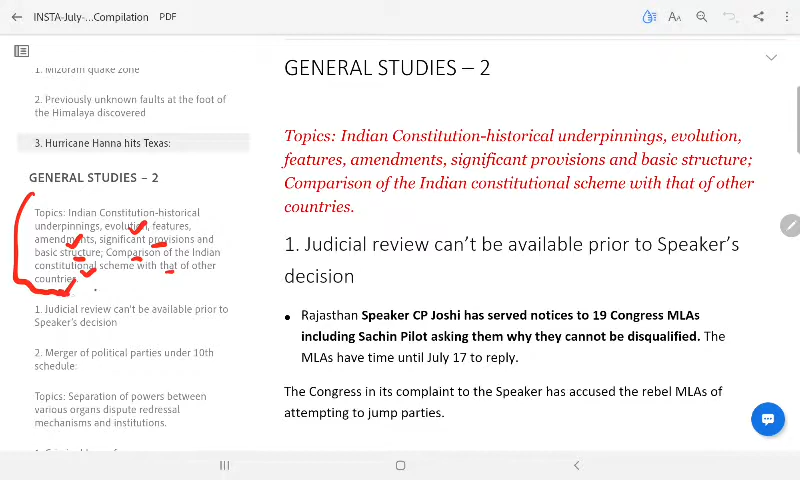 INSTA-July-...Compilation PDF
1. Mizoram quake zone
2. Previously unknown faults at the foot of
the Himalaya discovered
3. Hurricane Hanna hits Texas:
GENERAL STUDIES – 2
Topics: Indian Constitution-historical
underpinnings, evolution, features,
amendments, significant provisions and
basic structure; Comparison of the Indian
constitutional scheme with that of other
countries.
1. Judicial review can't be available prior to
Speaker's decision
2. Merger of political parties under 10th
schedule:
Topics: Separation of powers between
various organs dispute redressal
mechanisms and institutions.
GENERAL STUDIES – 2
Topics: Indian Constitution-historical underpinnings, evolution,
features, amendments, significant provisions and basic structure;
Comparison of the Indian constitutional scheme with that of other
countries.
1. Judicial review can’t be available prior to Speaker’s
decision
Rajasthan Speaker CP Joshi has served notices to 19 Congress MLAs
including Sachin Pilot asking them why they cannot be disqualified. The
MLAs have time until July 17 to reply.
The Congress in its complaint to the Speaker has accused the rebel MLAs of
attempting to jump parties.